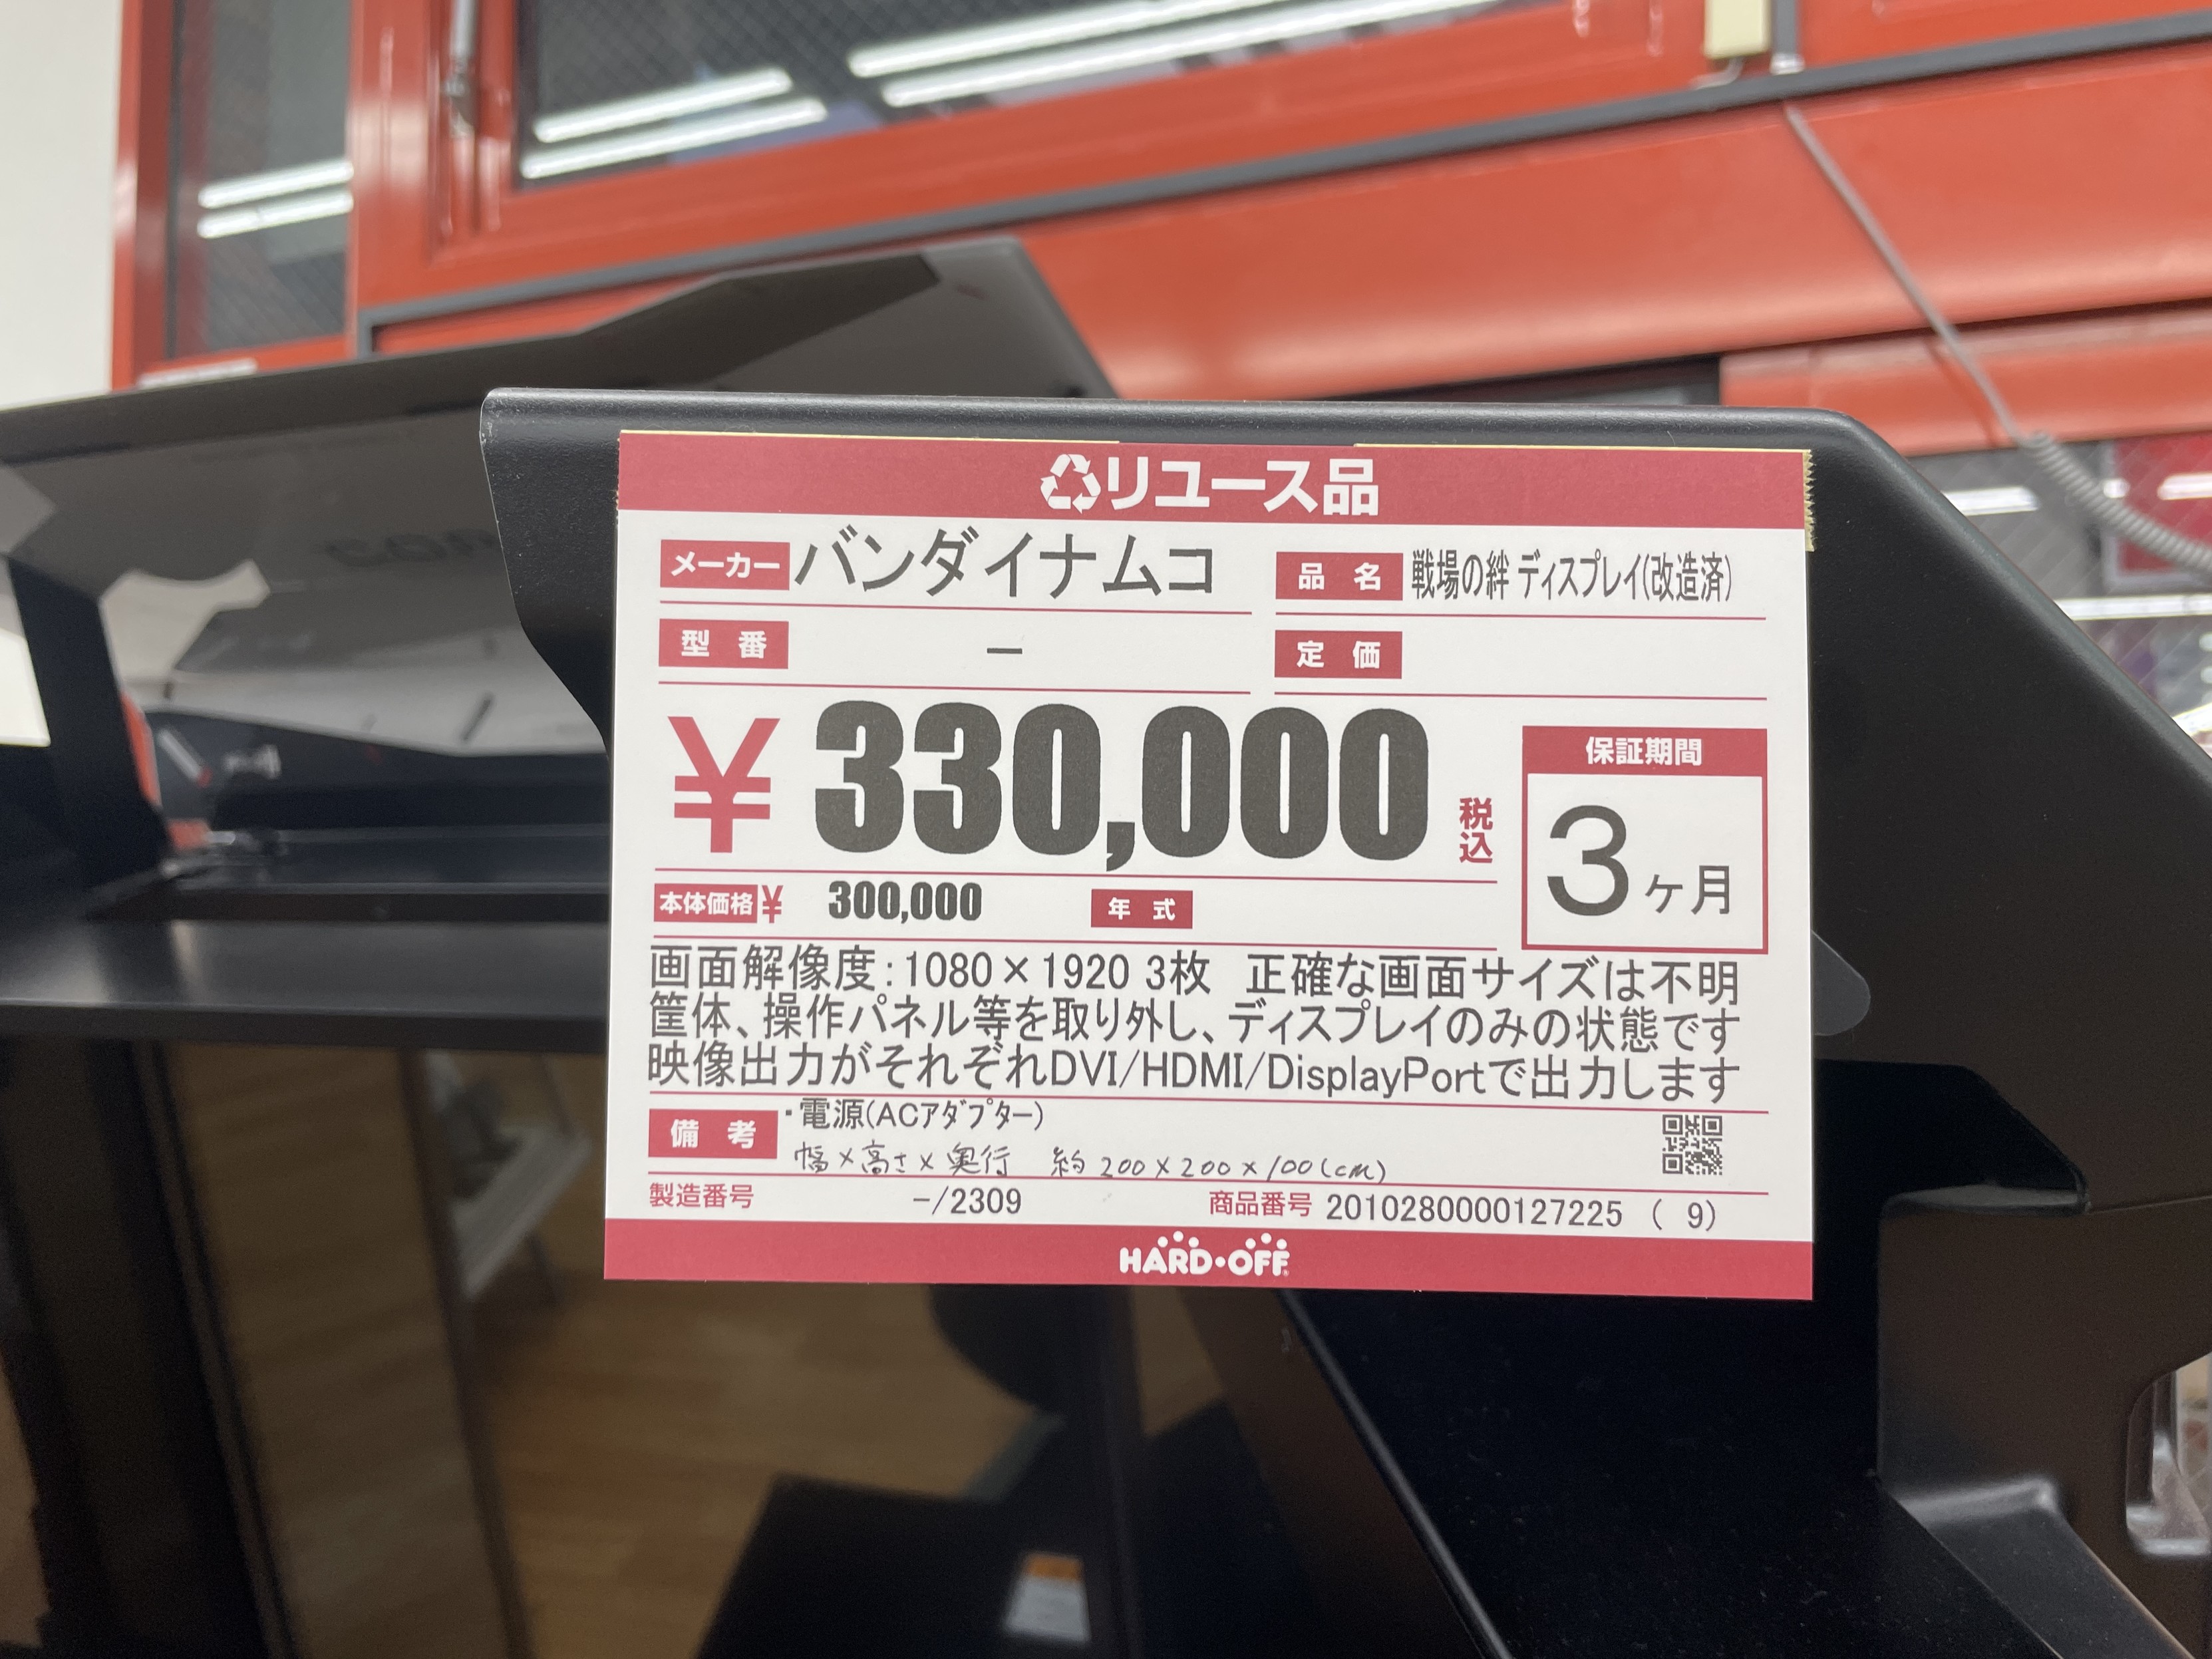 リユース品
メーカー バンダイナムコ 品名 戦場の絆 ディスプレイ(改造済)
型番 － 定価
¥ 330,000 税込
保証期間
3ヶ月
本体価格¥ 300,000 年式
画面解像度：1080×1920 3枚 正確な画面サイズは不明
筐体、操作パネル等を取り外し、ディスプレイのみの状態です
映像出力がそれぞれDVI/HDMI/DisplayPortで出力します
備考 ・電源(ACアダプター)
幅×高さ×奥行 約200×200×100(cm)
製造番号 -/2309 商品番号 2010280000127225 ( 9)
HARD・OFF